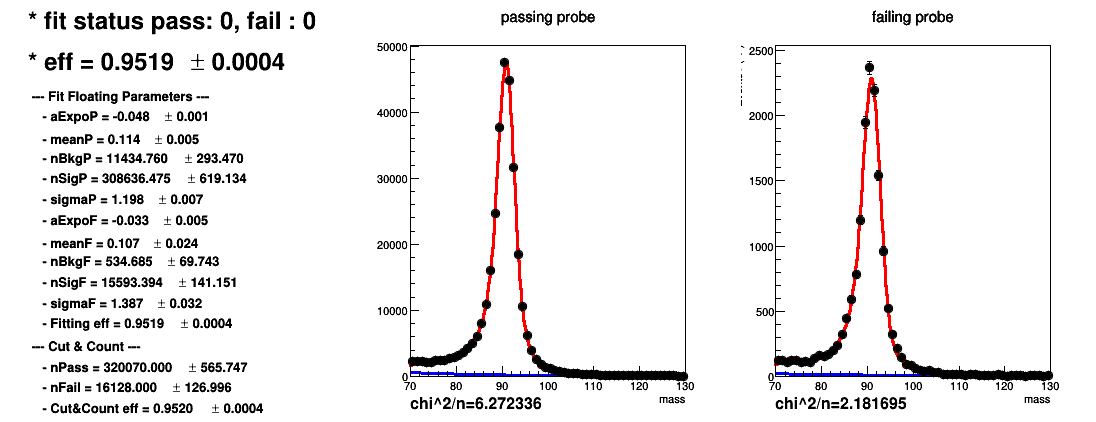 * fit status pass: 0, fail : 0
* eff = 0.9519 ± 0.0004
--- Fit Floating Parameters ---
- aExpoP = -0.048 ± 0.001
- meanP = 0.114 ± 0.005
- nBkgP = 11434.760 ± 293.470
- nSigP = 308636.475 ± 619.134
- sigmaP = 1.198 ± 0.007
- aExpoF = -0.033 ± 0.005
- meanF = 0.107 ± 0.024
- nBkgF = 534.685 ± 69.743
- nSigF = 15593.394 ± 141.151
- sigmaF = 1.387 ± 0.032
- Fitting eff = 0.9519 ± 0.0004
--- Cut & Count ---
- nPass = 320070.000 ± 565.747
- nFail = 16128.000 ± 126.996
- Cut&Count eff = 0.9520 ± 0.0004
passing probe
50000
40000
30000
20000
10000
0
70 80 90 100 110 120 130
mass
chi^2/n=6.272336
failing probe
2500
2000
1500
1000
500
0
70 80 90 100 110 120 130
mass
chi^2/n=2.181695